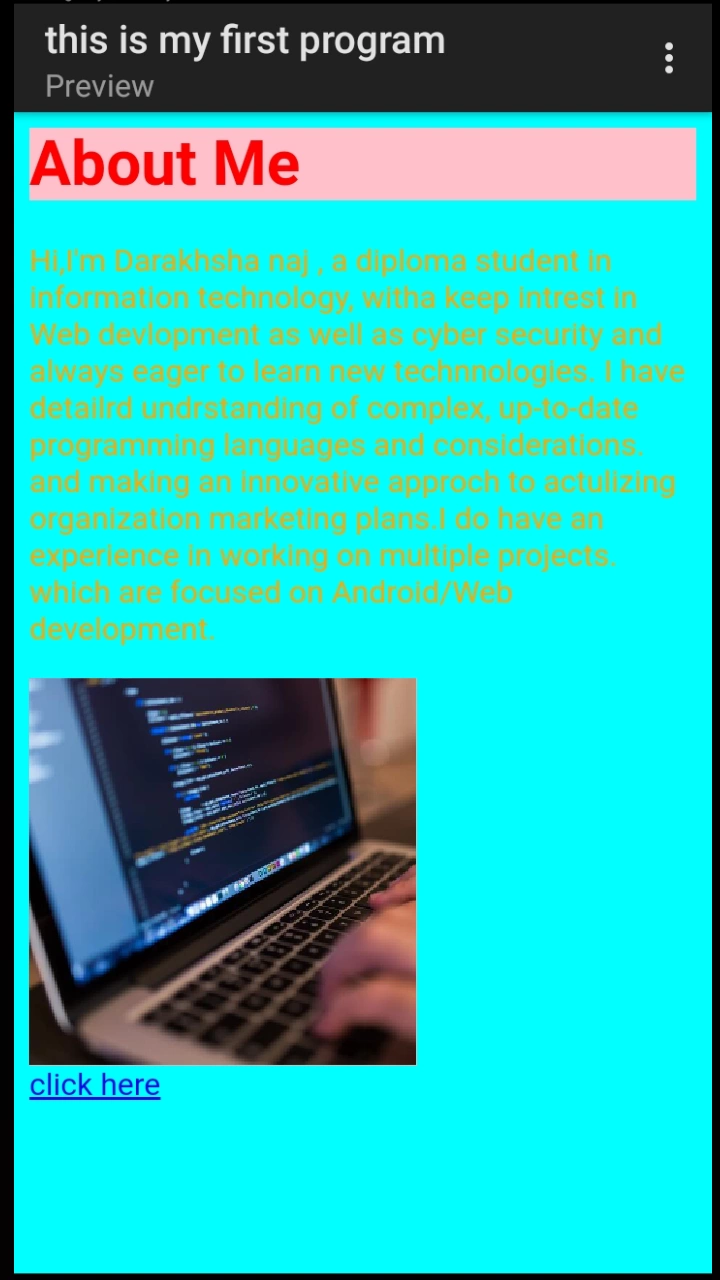 this is my first program
Preview
About Me
Hi,I'm Darakhsha naj , a diploma student in
information technology, witha keep intrest in
Web devlopment as well as cyber security and
always eager to learn new technnologies. I have
detailrd undrstanding of complex, up-to-date
programming languages and considerations.
and making an innovative approch to actulizing
organization marketing plans.I do have an
experience in working on multiple projects.
which are focused on Android/Web
development.
click here